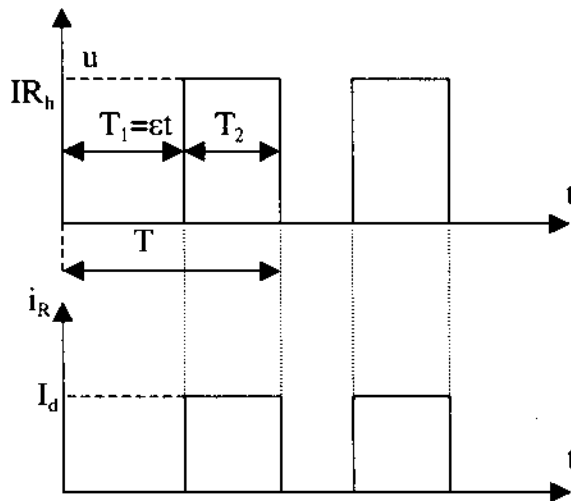 u
IR_h
T_1=εt T_2
t
T
i_R
I_d
t